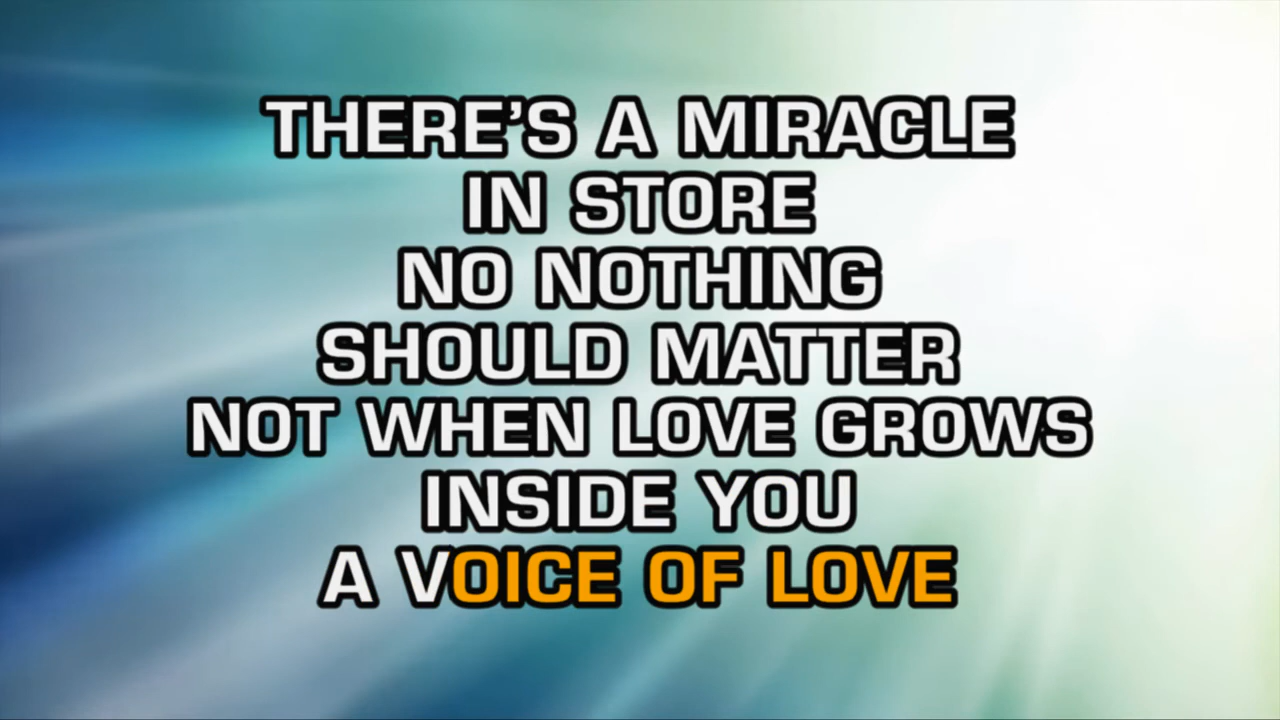 THERE'S A MIRACLE
IN STORE
NO NOTHING
SHOULD MATTER
NOT WHEN LOVE GROWS
INSIDE YOU
A VOICE OF LOVE